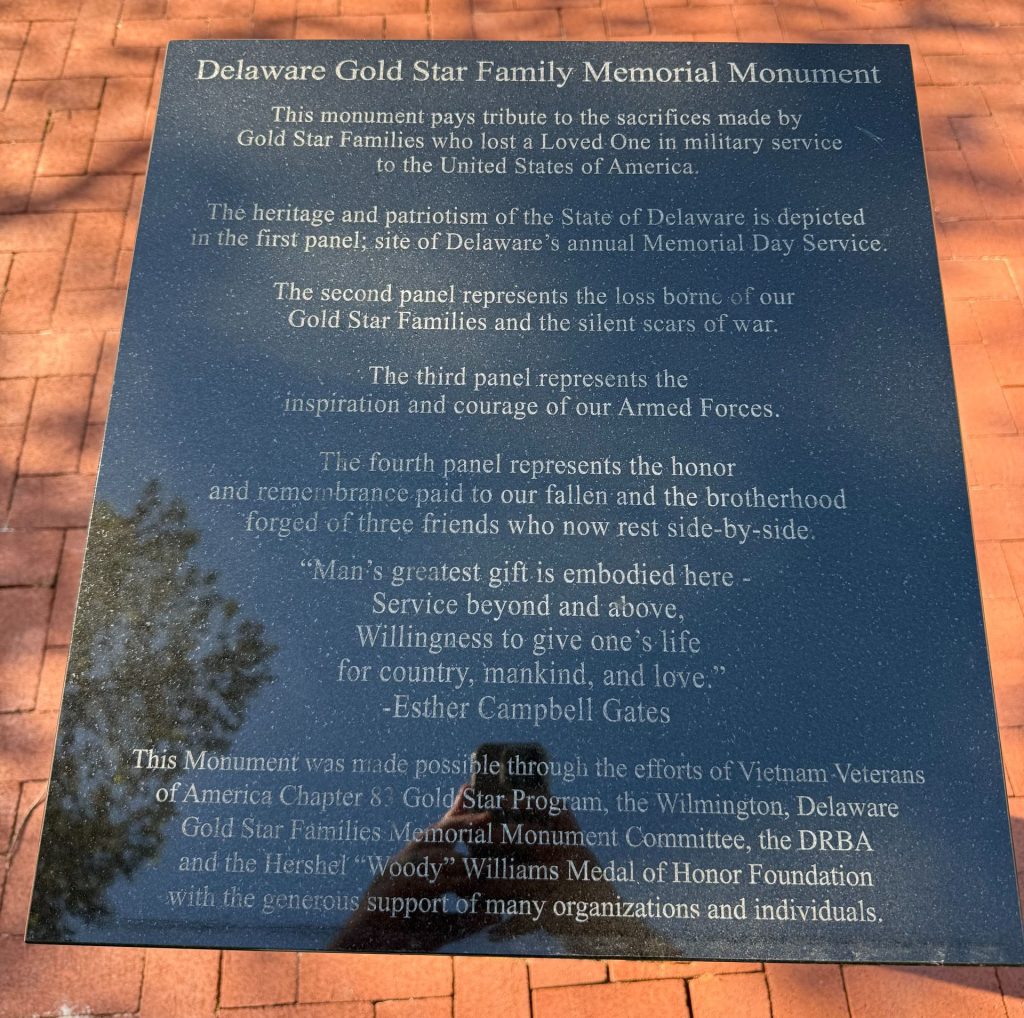 Delaware Gold Star Family Memorial Monument
This monument pays tribute to the sacrifices made by
Gold Star Families who lost a Loved One in military service
to the United States of America.
The heritage and patriotism of the State of Delaware is depicted
in the first panel; site of Delaware's annual Memorial Day Service.
The second panel represents the loss borne of our
Gold Star Families and the silent scars of war.
The third panel represents the
inspiration and courage of our Armed Forces.
The fourth panel represents the honor
and remembrance paid to our fallen and the brotherhood
forged of three friends who now rest side-by-side.
"Man's greatest gift is embodied here -
Service beyond and above,
Willingness to give one's life
for country, mankind, and love."
-Esther Campbell Gates
This Monument was made possible through the efforts of Vietnam Veterans
of America Chapter 83 Gold Star Program, the Wilmington, Delaware
Gold Star Families Memorial Monument Committee, the DRBA
and the Hershel "Woody" Williams Medal of Honor Foundation
with the generous support of many organizations and individuals.